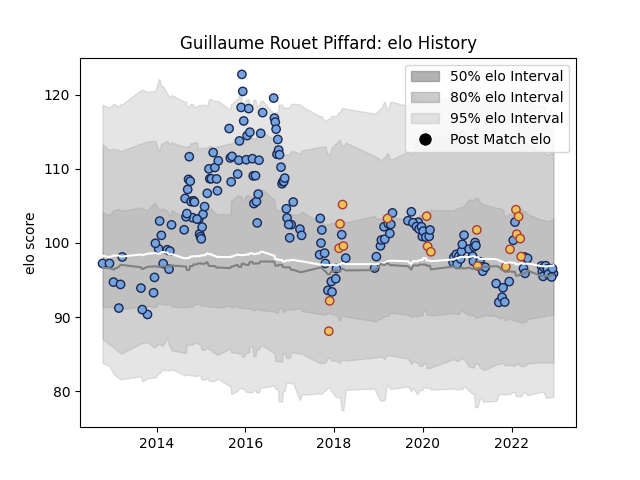 Guillaume Rouet Piffard: elo History
50% elo Interval
80% elo Interval
95% elo Interval
Post Match elo
elo score
120
110
100
90
80
2014
2016
2018
2020
2022